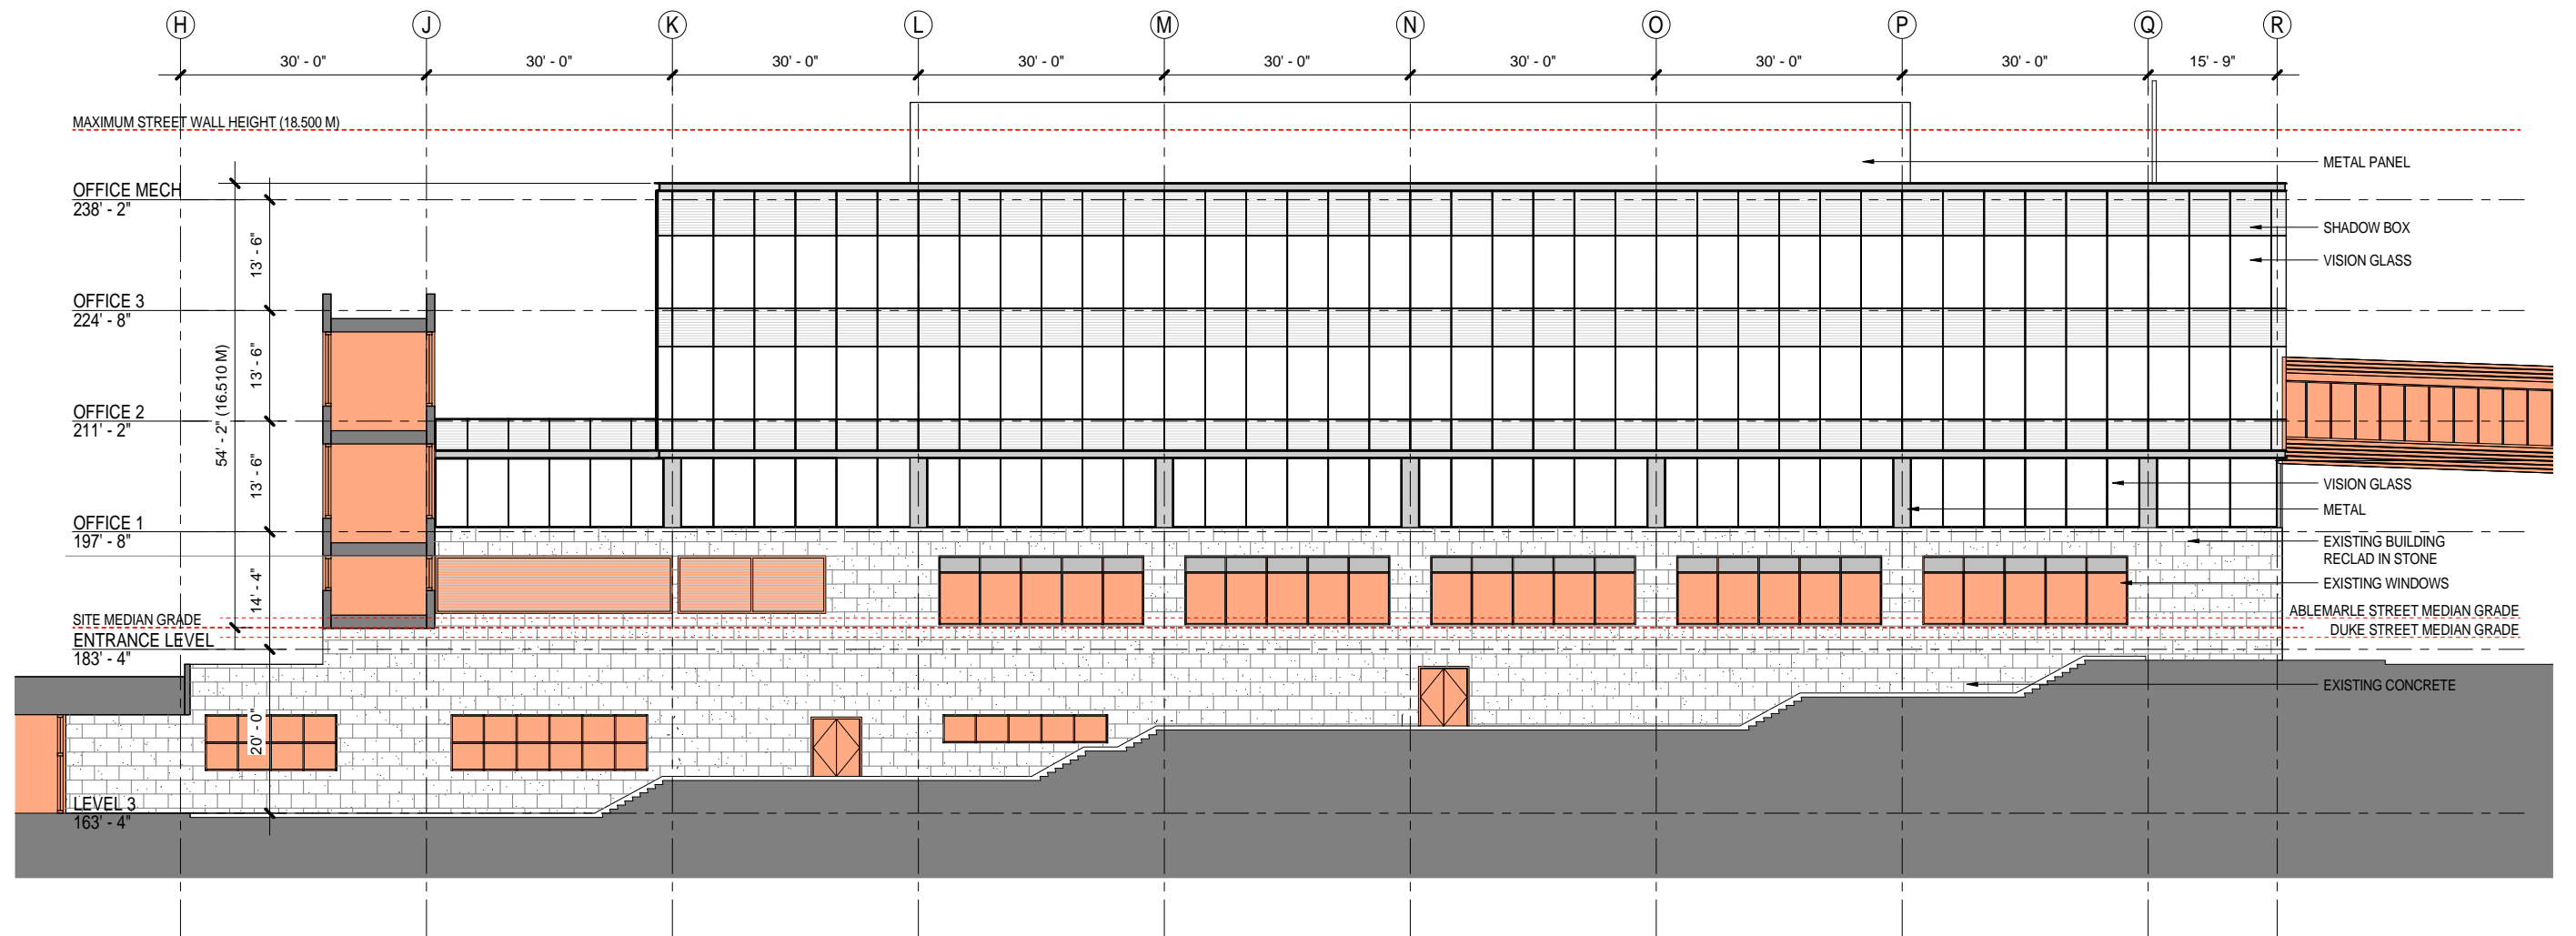 H J K L M N O P Q R
30' - 0" 30' - 0" 30' - 0" 30' - 0" 30' - 0" 30' - 0" 30' - 0" 30' - 0" 15' - 9"
MAXIMUM STREET WALL HEIGHT (18.500 M)
METAL PANEL
OFFICE MECH
238' - 2"
SHADOW BOX
VISION GLASS
13' - 6"
OFFICE 3
224' - 8"
13' - 6"
54' - 2" (16.510 M)
OFFICE 2
211' - 2"
13' - 6"
VISION GLASS
METAL
OFFICE 1
197' - 8"
EXISTING BUILDING
RECLAD IN STONE
EXISTING WINDOWS
14' - 4"
ABLEMARLE STREET MEDIAN GRADE
SITE MEDIAN GRADE
DUKE STREET MEDIAN GRADE
ENTRANCE LEVEL
183' - 4"
EXISTING CONCRETE
20' - 0"
LEVEL 3
163' - 4"